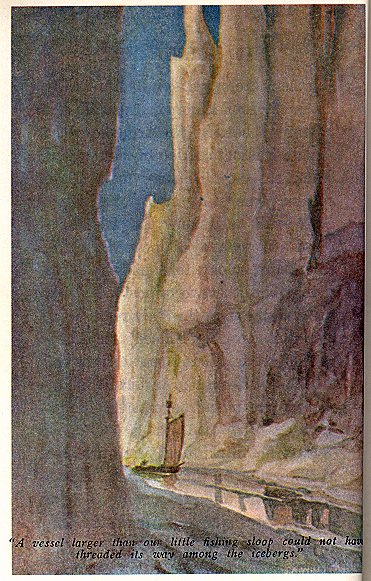 "A vessel larger than our little fishing sloop could not hav
threaded its way among the icebergs."